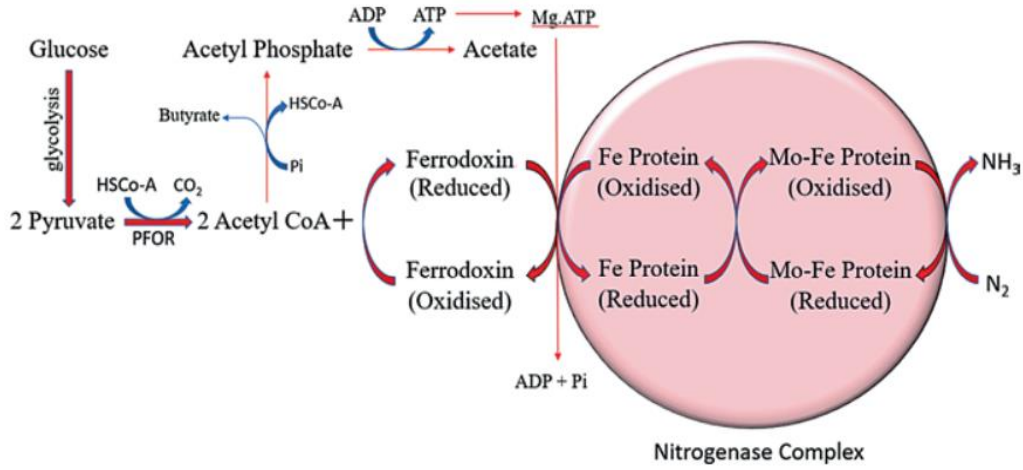 ADP ATP Mg.ATP
Glucose Acetyl Phosphate Acetate
glycolysis
HSCo-A
Butyrate
Pi
Ferrodoxin Fe Protein Mo-Fe Protein NH₃
(Reduced) (Oxidised) (Oxidised)
HSCo-A CO₂
2 Pyruvate 2 Acetyl CoA +
PFOR
Ferrodoxin Fe Protein Mo-Fe Protein N₂
(Oxidised) (Reduced) (Reduced)
ADP + Pi
Nitrogenase Complex